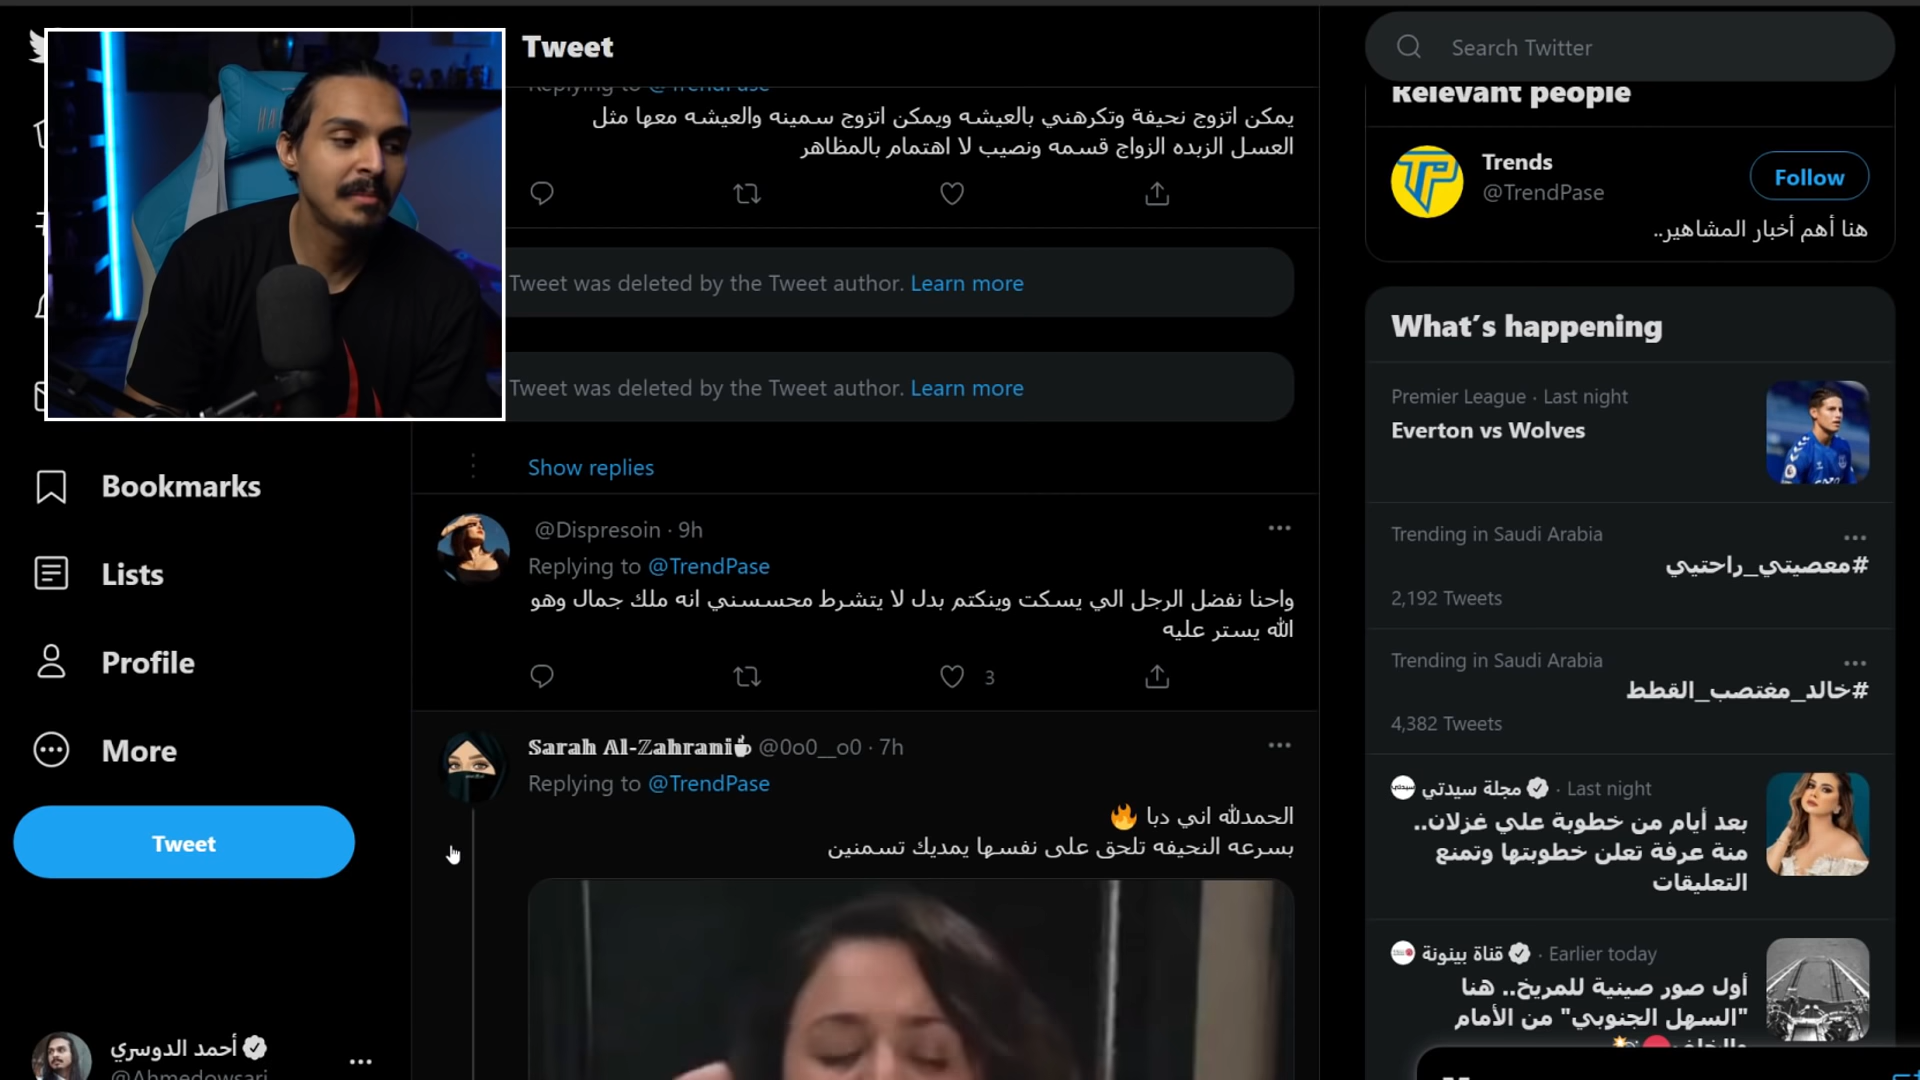 Tweet
Replying to @TrendPase
يمكن اتزوج نحيفة وتكرهني بالعيشه ويمكن اتزوج سمينه والعيشه معها مثل
العسل الزبده الزواج قسمه ونصيب لا اهتمام بالمظاهر
Tweet was deleted by the Tweet author. Learn more
Tweet was deleted by the Tweet author. Learn more
Show replies
@Dispresoin · 9h
Replying to @TrendPase
واحنا نفضل الرجل الي يسكت وينكتم بدل لا يتشرط محسسني انه ملك جمال وهو
الله يستر عليه
3
Sarah Al-Zahrani☕ @0o0__o0 · 7h
Replying to @TrendPase
الحمدلله اني دبا 🔥
بسرعه النحيفه تلحق على نفسها يمديك تسمنين
Bookmarks
Lists
Profile
More
Tweet
أحمد الدوسري
@Ahmedowsari
Search Twitter
Relevant people
Trends
@TrendPase
Follow
هنا أهم أخبار المشاهير..
What's happening
Premier League · Last night
Everton vs Wolves
Trending in Saudi Arabia
#معصيتي_راحتيي
2,192 Tweets
Trending in Saudi Arabia
#خالد_مغتصب_القطط
4,382 Tweets
مجلة سيدتي · Last night
بعد أيام من خطوبة علي غزلان..
منة عرفة تعلن خطوبتها وتمنع
التعليقات
قناة بينونة · Earlier today
أول صور صينية للمريخ.. هنا
"السهل الجنوبي" من الأمام